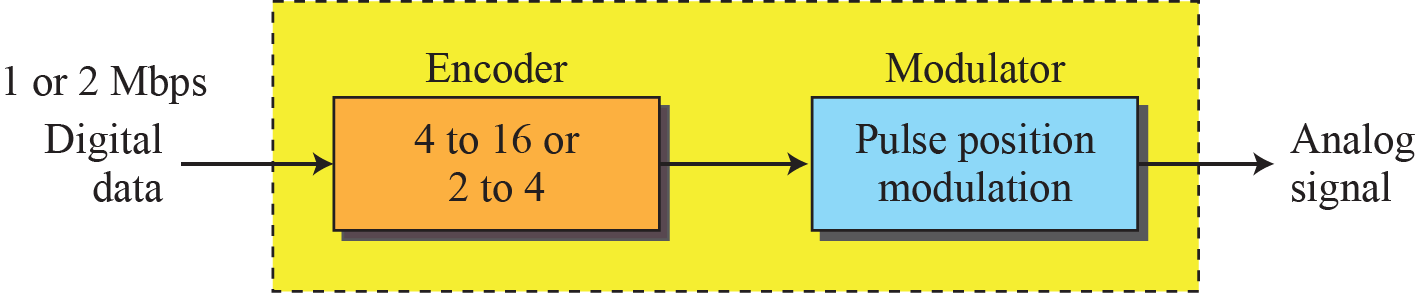 1 or 2 Mbps
Digital
data
Encoder
4 to 16 or
2 to 4
Modulator
Pulse position
modulation
Analog
signal